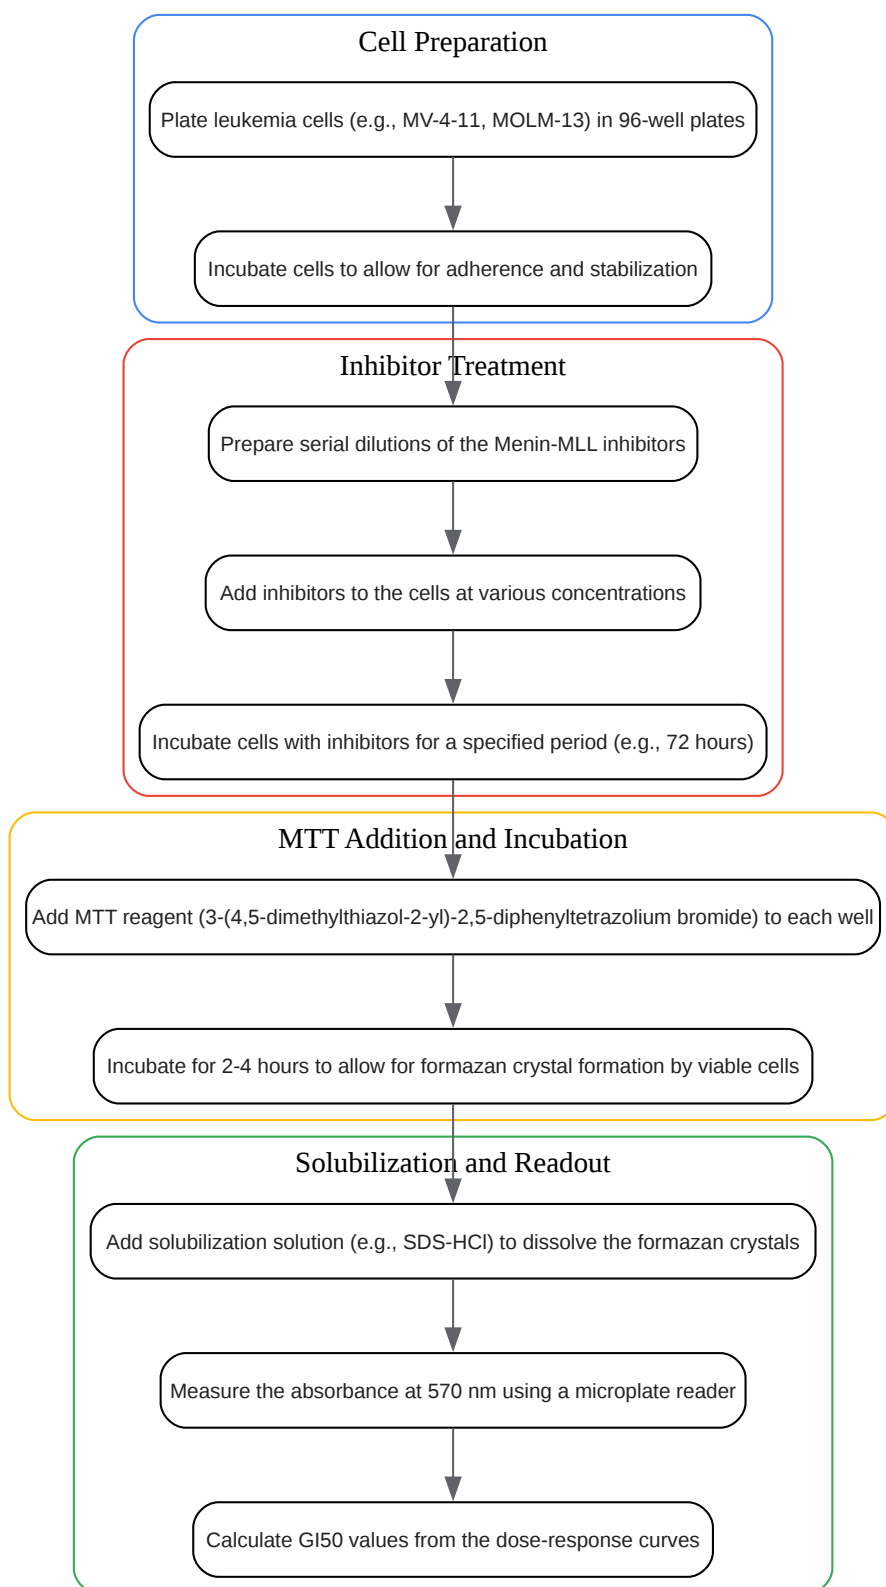 Cell Preparation
Plate leukemia cells (e.g., MV-4-11, MOLM-13) in 96-well plates
Incubate cells to allow for adherence and stabilization
Inhibitor Treatment
Prepare serial dilutions of the Menin-MLL inhibitors
Add inhibitors to the cells at various concentrations
Incubate cells with inhibitors for a specified period (e.g., 72 hours)
MTT Addition and Incubation
Add MTT reagent (3-(4,5-dimethylthiazol-2-yl)-2,5-diphenyltetrazolium bromide) to each well
Incubate for 2-4 hours to allow for formazan crystal formation by viable cells
Solubilization and Readout
Add solubilization solution (e.g., SDS-HCl) to dissolve the formazan crystals
Measure the absorbance at 570 nm using a microplate reader
Calculate GI50 values from the dose-response curves